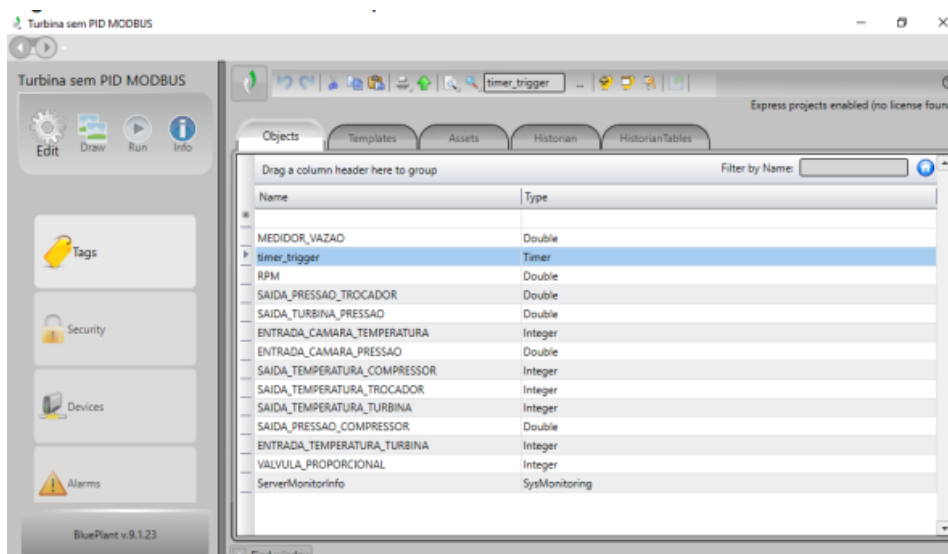 Turbina sem PID MODBUS
Turbina sem PID MODBUS
timer_trigger
...
Express projects enabled (no license foun
Edit Draw Run Info
Objects Templates Assets Historian HistorianTables
Drag a column header here to group Filter by Name:
Name Type
MEDIDOR_VAZAO Double
timer_trigger Timer
RPM Double
SAIDA_PRESSAO_TROCADOR Double
SAIDA_TURBINA_PRESSAO Double
ENTRADA_CAMARA_TEMPERATURA Integer
ENTRADA_CAMARA_PRESSAO Double
SAIDA_TEMPERATURA_COMPRESSOR Integer
SAIDA_TEMPERATURA_TROCADOR Integer
SAIDA_TEMPERATURA_TURBINA Integer
SAIDA_PRESSAO_COMPRESSOR Double
ENTRADA_TEMPERATURA_TURBINA Integer
VALVULA_PROPORCIONAL Integer
ServerMonitorInfo SysMonitoring
Tags
Security
Devices
Alarms
BluePlant v.9.1.23